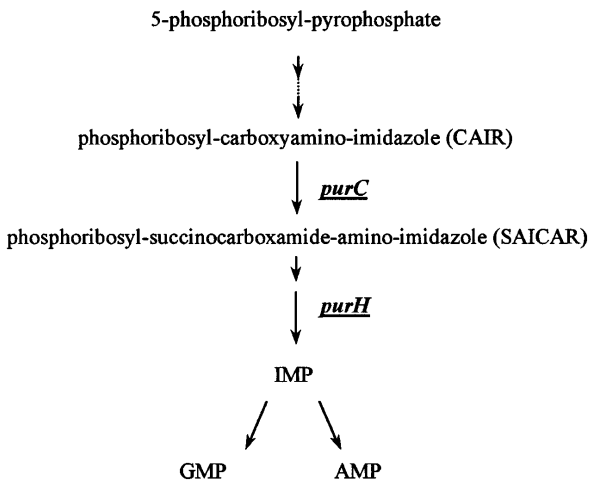 5-phosphoribosyl-pyrophosphate
phosphoribosyl-carboxyamino-imidazole (CAIR)
purC
phosphoribosyl-succinocarboxamide-amino-imidazole (SAICAR)
purH
IMP
GMP AMP